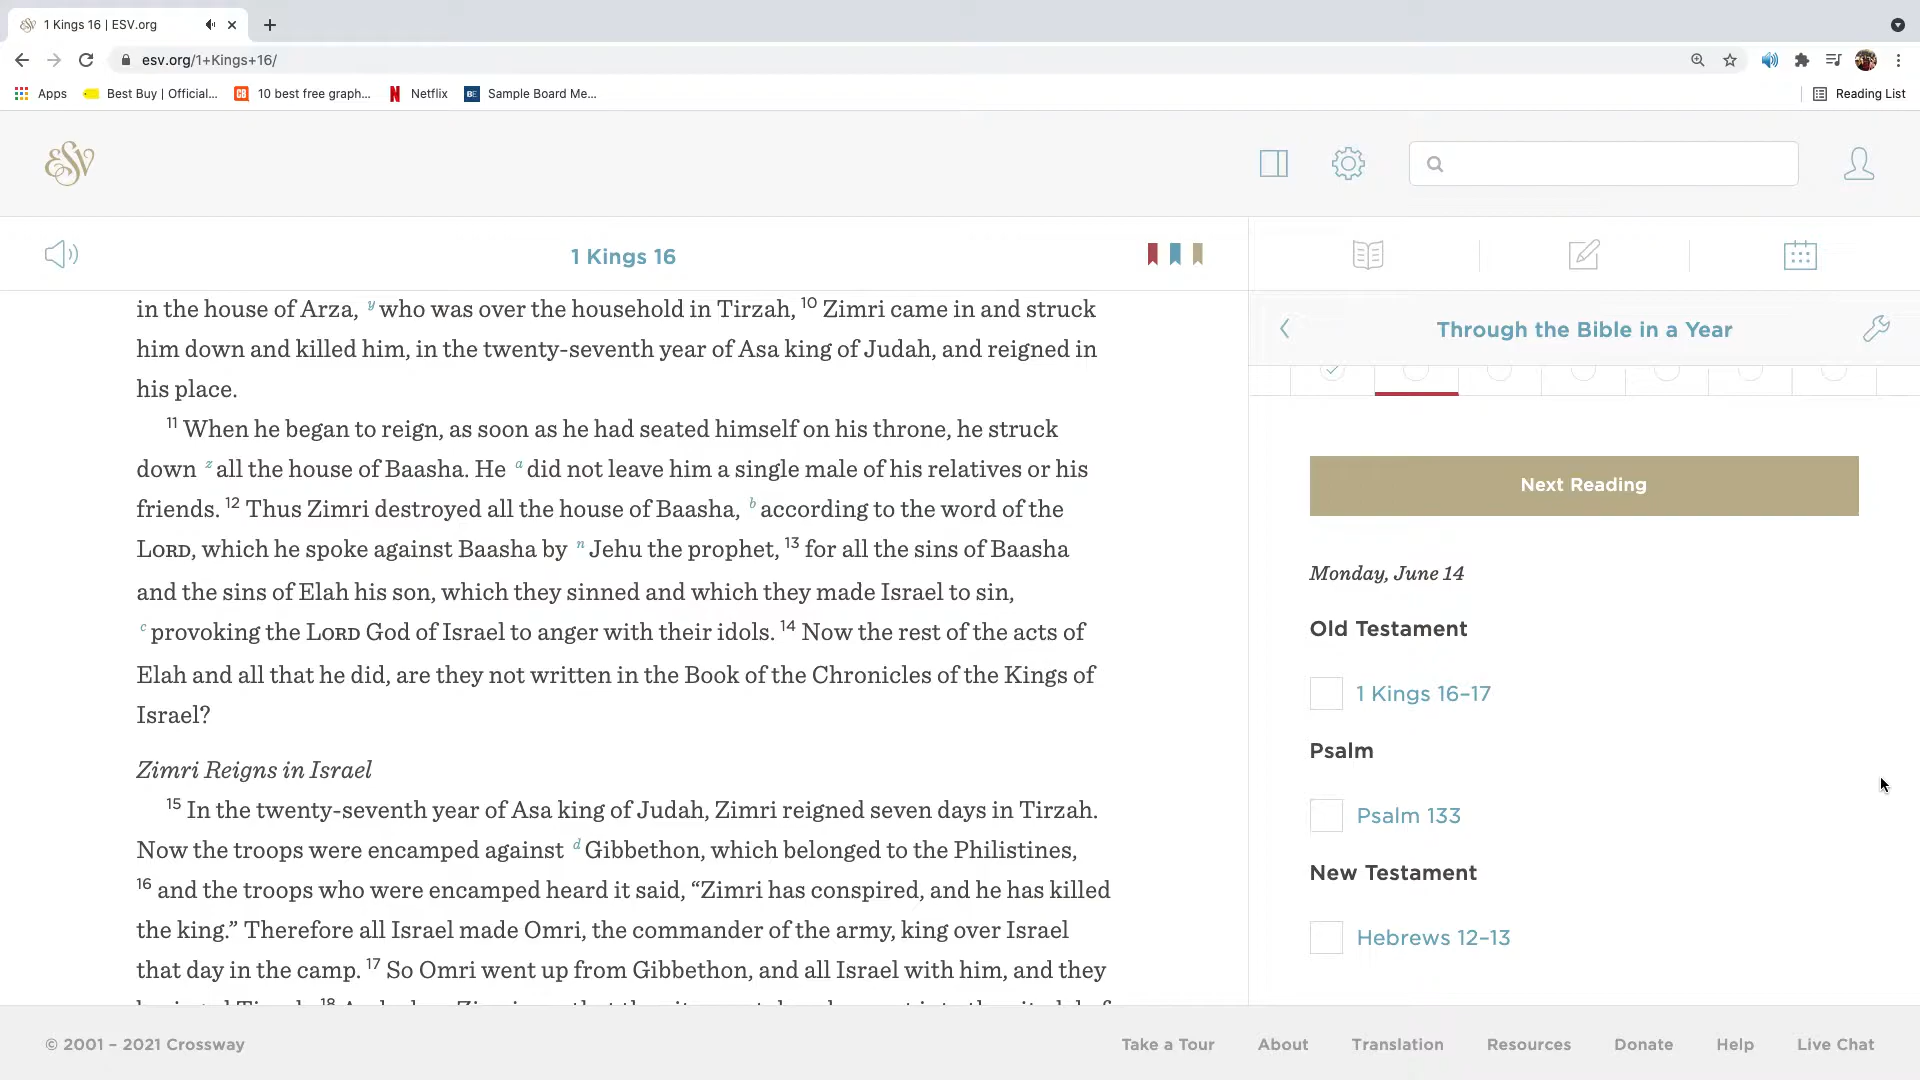 1 Kings 16 | ESV.org
esv.org/1+Kings+16/
Apps
Best Buy | Official...
CB
10 best free graph...
N
Netflix
BE
Sample Board Me...
Reading List
ESV
1 Kings 16
in the house of Arza, y who was over the household in Tirzah, 10 Zimri came in and struck
him down and killed him, in the twenty-seventh year of Asa king of Judah, and reigned in
his place.
11 When he began to reign, as soon as he had seated himself on his throne, he struck
down z all the house of Baasha. He a did not leave him a single male of his relatives or his
friends. 12 Thus Zimri destroyed all the house of Baasha, b according to the word of the
LORD, which he spoke against Baasha by n Jehu the prophet, 13 for all the sins of Baasha
and the sins of Elah his son, which they sinned and which they made Israel to sin,
c provoking the LORD God of Israel to anger with their idols. 14 Now the rest of the acts of
Elah and all that he did, are they not written in the Book of the Chronicles of the Kings of
Israel?
Zimri Reigns in Israel
15 In the twenty-seventh year of Asa king of Judah, Zimri reigned seven days in Tirzah.
Now the troops were encamped against d Gibbethon, which belonged to the Philistines,
16 and the troops who were encamped heard it said, “Zimri has conspired, and he has killed
the king.” Therefore all Israel made Omri, the commander of the army, king over Israel
that day in the camp. 17 So Omri went up from Gibbethon, and all Israel with him, and they
Through the Bible in a Year
Next Reading
Monday, June 14
Old Testament
1 Kings 16–17
Psalm
Psalm 133
New Testament
Hebrews 12–13
© 2001 – 2021 Crossway
Take a Tour
About
Translation
Resources
Donate
Help
Live Chat